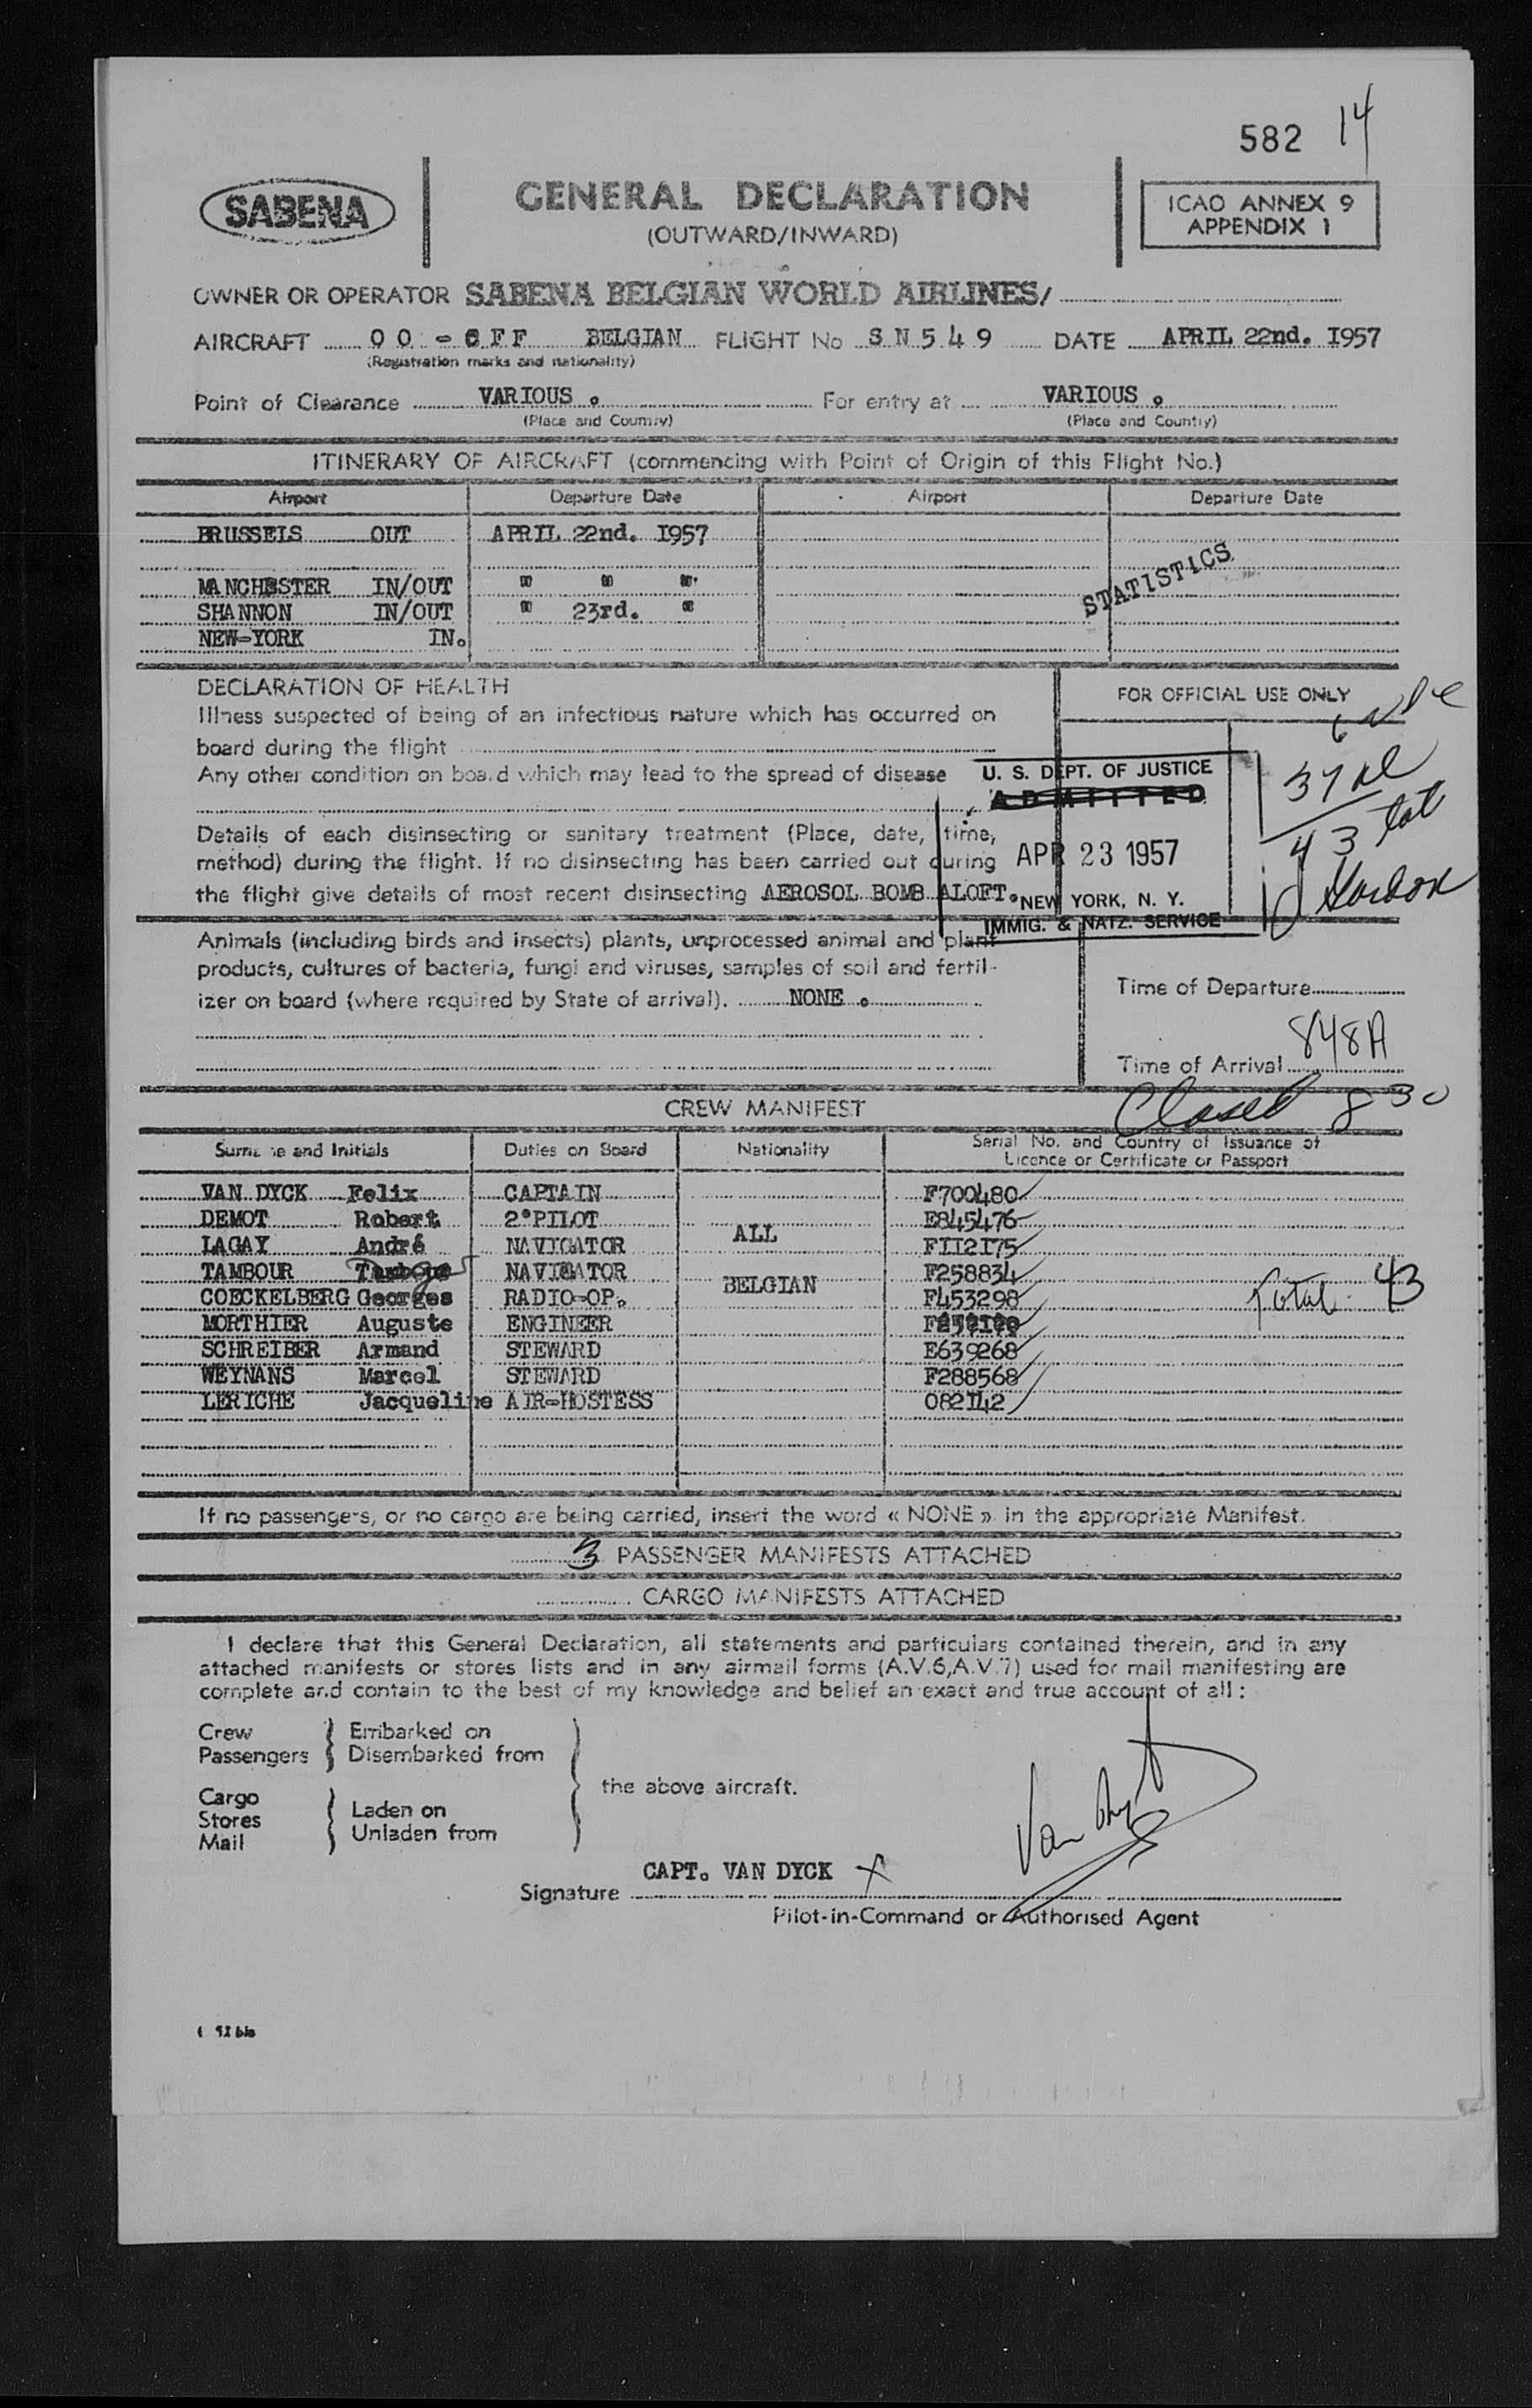 582 14
SABENA
GENERAL DECLARATION
(OUTWARD/INWARD)
ICAO ANNEX 9
APPENDIX 1
OWNER OR OPERATOR SABENA BELGIAN WORLD AIRLINES/
AIRCRAFT OO - FF BELGIAN FLIGHT No SN549 DATE APRIL 22nd. I957
(Registration marks and nationality)
Point of Clearance VARIOUS . For entry at VARIOUS .
(Place and Country) (Place and Country)
ITINERARY OF AIRCRAFT (commencing with Point of Origin of this Flight No.)
Airport Departure Date Airport Departure Date
BRUSSELS OUT APRIL 22nd. I957
MANCHESTER IN/OUT " " "
SHANNON IN/OUT " 23rd. "
NEW-YORK IN.
STATISTICS
DECLARATION OF HEALTH
Illness suspected of being of an infectious nature which has occurred on
board during the flight
Any other condition on board which may lead to the spread of disease
Details of each disinsecting or sanitary treatment (Place, date, time,
method) during the flight. If no disinsecting has been carried out during
the flight give details of most recent disinsecting AEROSOL BOMB ALOFT.
FOR OFFICIAL USE ONLY
U. S. DEPT. OF JUSTICE
ADMITTED
APR 23 1957
NEW YORK, N. Y.
IMMIG. & NATZ. SERVICE
37
43 tot
Animals (including birds and insects) plants, unprocessed animal and plant
products, cultures of bacteria, fungi and viruses, samples of soil and fertil-
izer on board (where required by State of arrival). NONE .
Time of Departure
Time of Arrival 848A
Closed 830
CREW MANIFEST
Surname and Initials Duties on Board Nationality Serial No. and Country of Issuance of
Licence or Certificate or Passport
VAN DYCK Felix CAPTAIN F700480
DEMOT Robert 2°PILOT E845476
LAGAY André NAVIGATOR FII2I75
ALL
TAMBOUR NAVIGATOR F258834
BELGIAN
COECKELBERG Georges RADIO-OP. F453298
Total 43
MORTHIER Auguste ENGINEER
SCHREIBER Armand STEWARD E639268
WEYNANS Marcel STEWARD F288568
LERICHE Jacqueline AIR-HOSTESS 082I42
If no passengers, or no cargo are being carried, insert the word « NONE » in the appropriate Manifest.
3 PASSENGER MANIFESTS ATTACHED
CARGO MANIFESTS ATTACHED
I declare that this General Declaration, all statements and particulars contained therein, and in any
attached manifests or stores lists and in any airmail forms (A.V.6,A.V.7) used for mail manifesting are
complete and contain to the best of my knowledge and belief an exact and true account of all :
Crew Embarked on
Passengers Disembarked from
the above aircraft.
Cargo
Stores Laden on
Mail Unladen from
Van Dyck
CAPT. VAN DYCK X
Signature
Pilot-in-Command or Authorised Agent